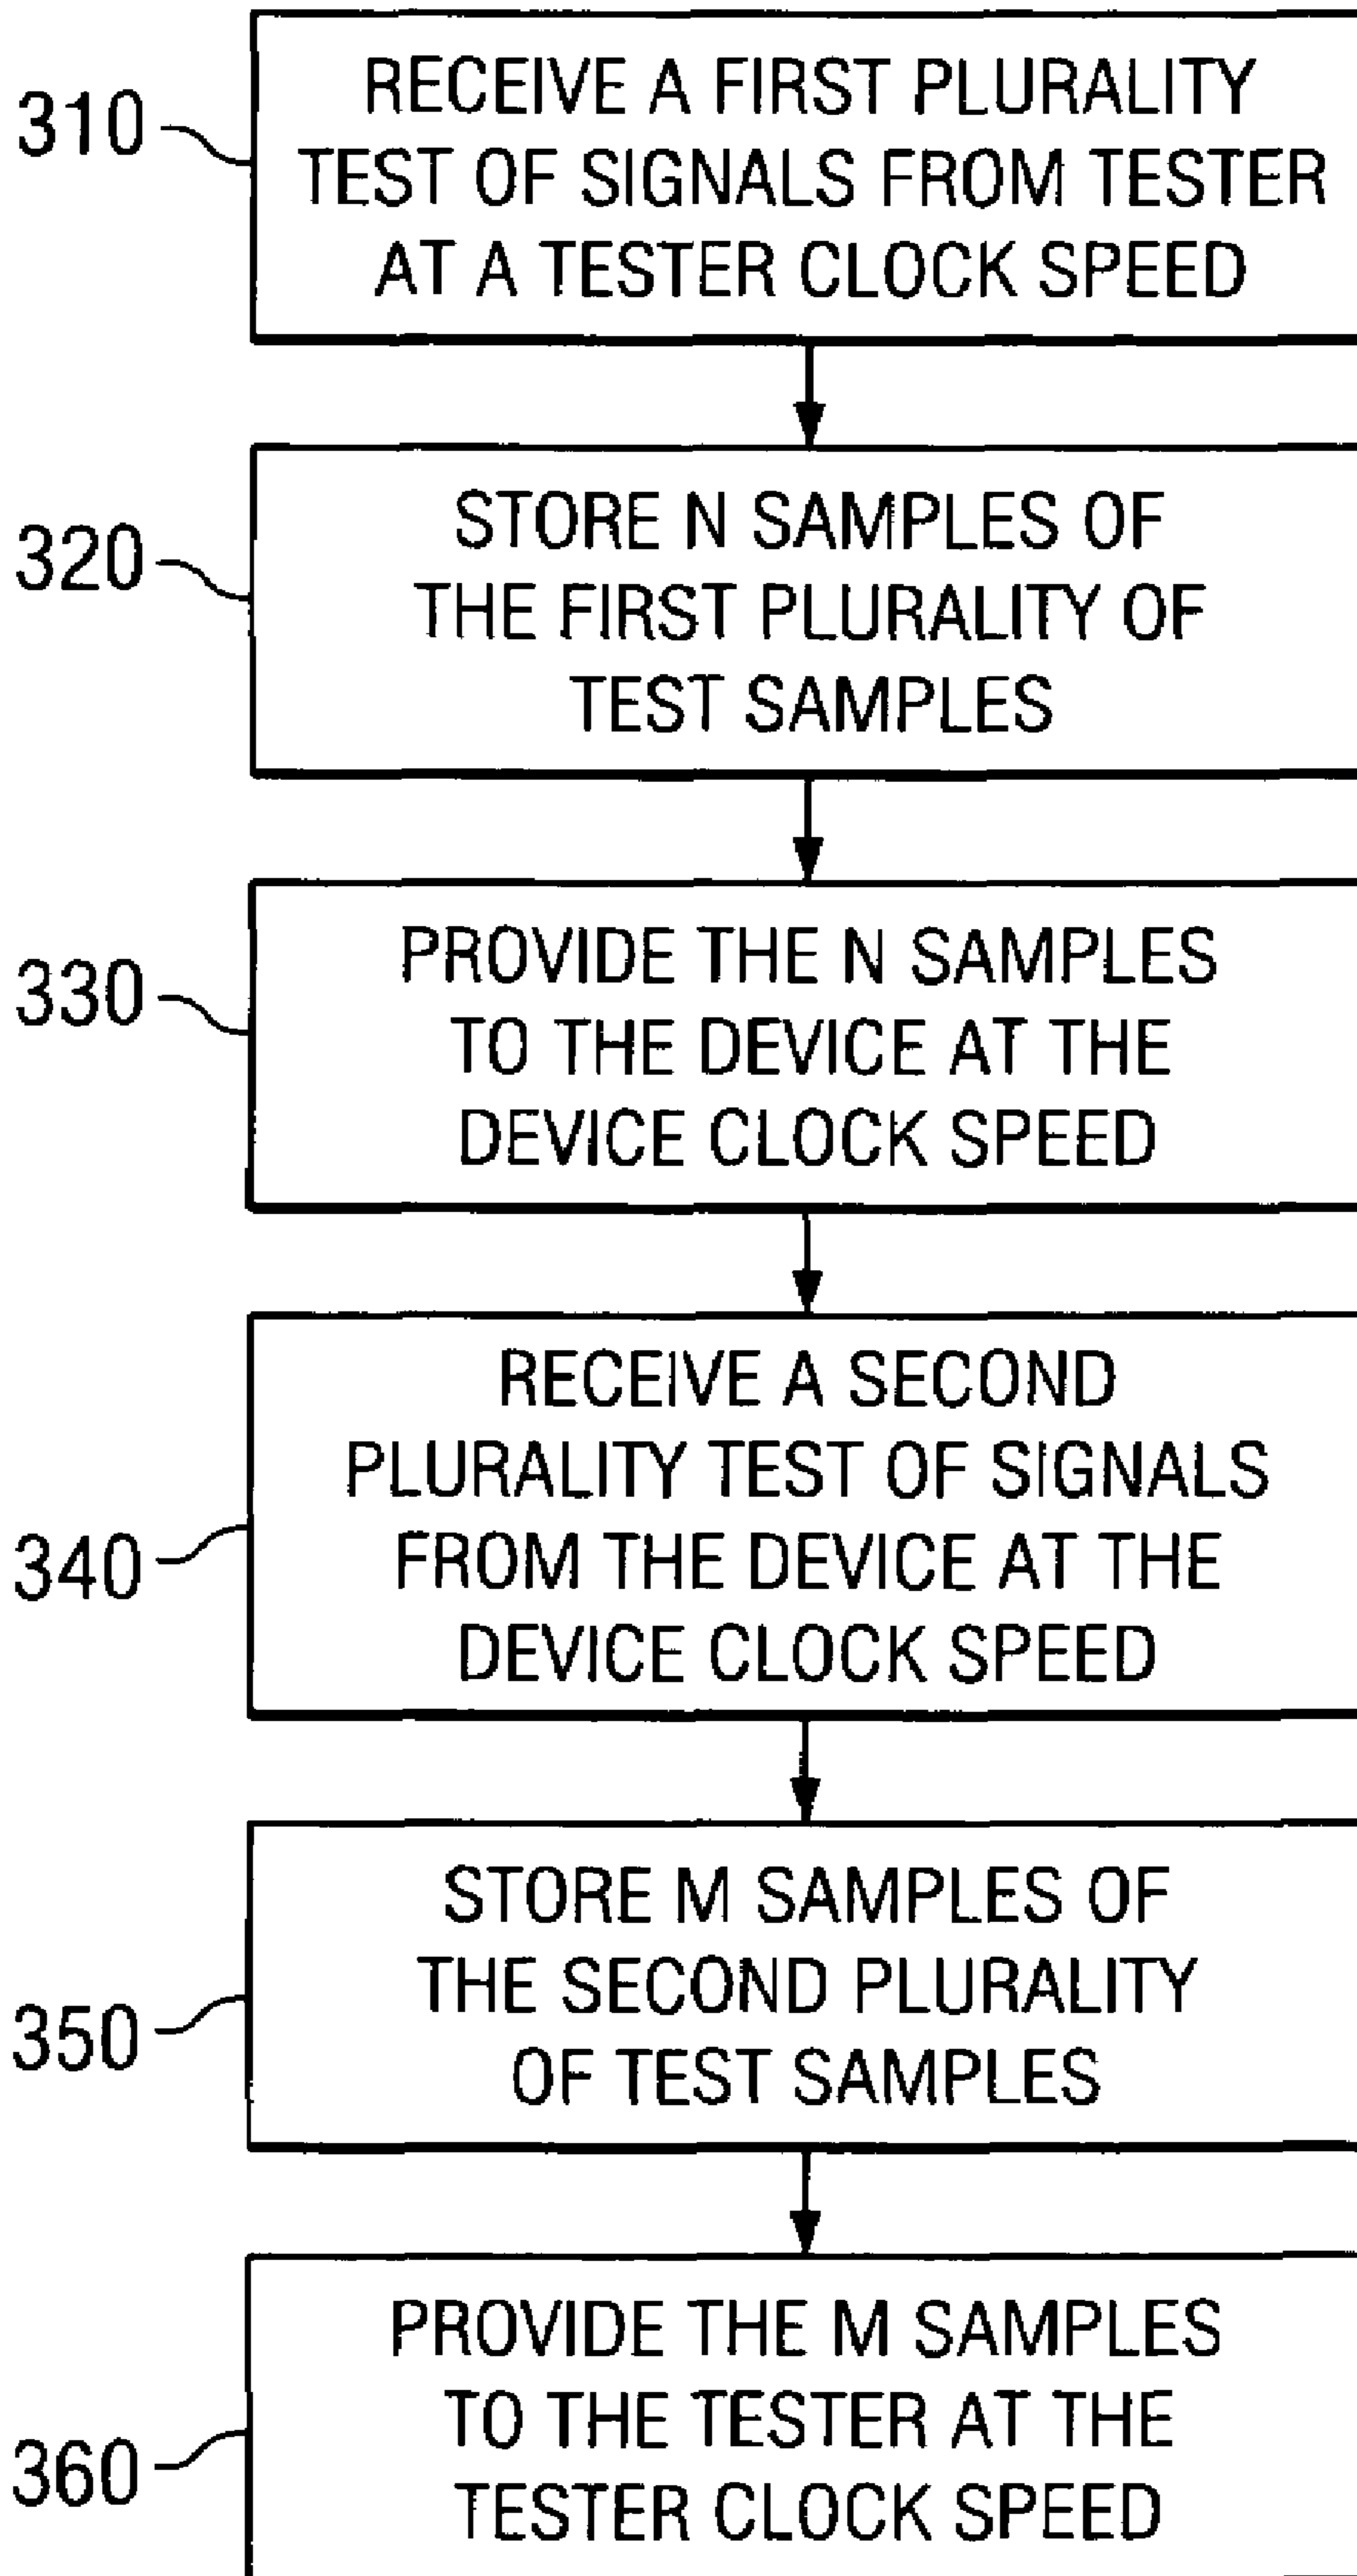 310
RECEIVE A FIRST PLURALITY
TEST OF SIGNALS FROM TESTER
AT A TESTER CLOCK SPEED
320
STORE N SAMPLES OF
THE FIRST PLURALITY OF
TEST SAMPLES
330
PROVIDE THE N SAMPLES
TO THE DEVICE AT THE
DEVICE CLOCK SPEED
340
RECEIVE A SECOND
PLURALITY TEST OF SIGNALS
FROM THE DEVICE AT THE
DEVICE CLOCK SPEED
350
STORE M SAMPLES OF
THE SECOND PLURALITY
OF TEST SAMPLES
360
PROVIDE THE M SAMPLES
TO THE TESTER AT THE
TESTER CLOCK SPEED